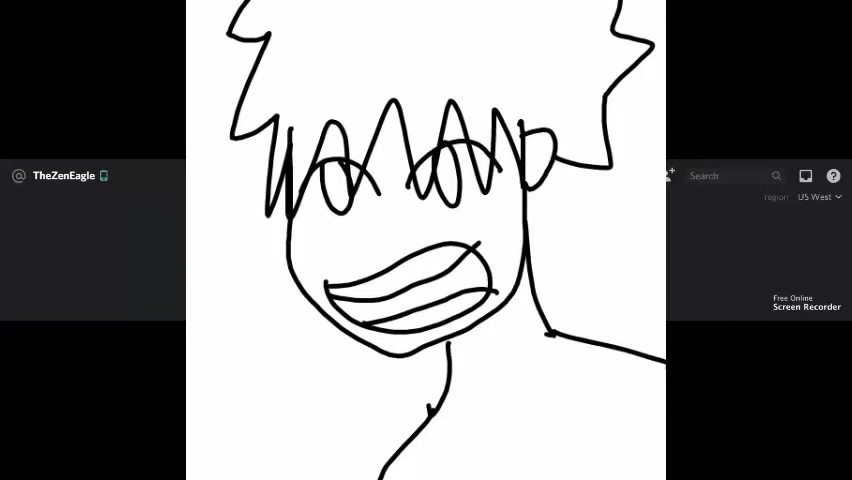 @ TheZenEagle
Search
region US West
Free Online
Screen Recorder